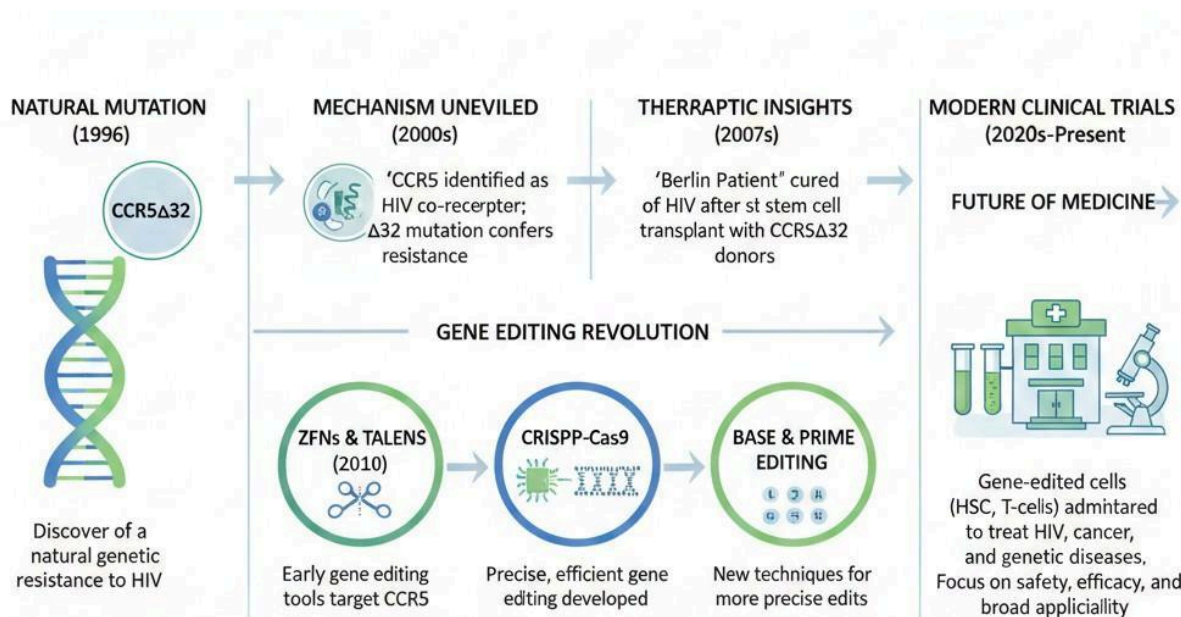 NATURAL MUTATION
(1996)
CCR5Δ32
Discover of a
natural genetic
resistance to HIV
MECHANISM UNEVILED
(2000s)
‘CCR5 identified as
HIV co-recerpter;
Δ32 mutation confers
resistance
THERRAPTIC INSIGHTS
(2007s)
‘Berlin Patient” cured
of HIV after st stem cell
transplant with CCR5Δ32
donors
MODERN CLINICAL TRIALS
(2020s-Present
FUTURE OF MEDICINE
GENE EDITING REVOLUTION
ZFNs & TALENS
(2010)
Early gene editing
tools target CCR5
CRISPP-Cas9
Precise, efficient gene
editing developed
BASE & PRIME
EDITING
New techniques for
more precise edits
Gene-edited cells
(HSC, T-cells) admintared
to treat HIV, cancer,
and genetic diseases.
Focus on safety, efficacy, and
broad appliciallity